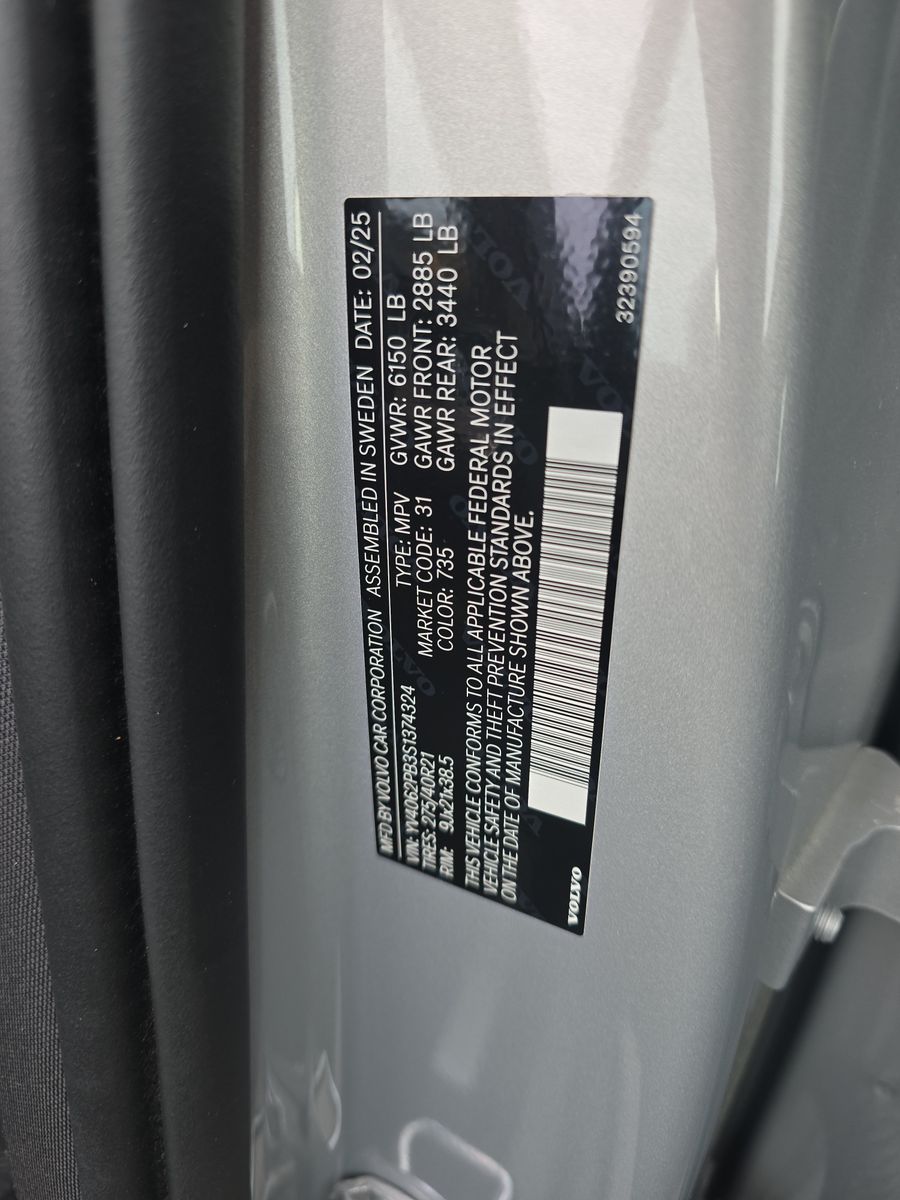 MFD BY VOLVO CAR CORPORATION ASSEMBLED IN SWEDEN DATE: 02/25
VIN: YV4062PB3S1374324 TYPE: MPV GVWR: 6150 LB
TIRES: 275/40R21 MARKET CODE: 31 GAWR FRONT: 2885 LB
RIM: 9Jx21x38.5 COLOR: 735 GAWR REAR: 3440 LB
THIS VEHICLE CONFORMS TO ALL APPLICABLE FEDERAL MOTOR
VEHICLE SAFETY AND THEFT PREVENTION STANDARDS IN EFFECT
ON THE DATE OF MANUFACTURE SHOWN ABOVE.
VOLVO 32390594